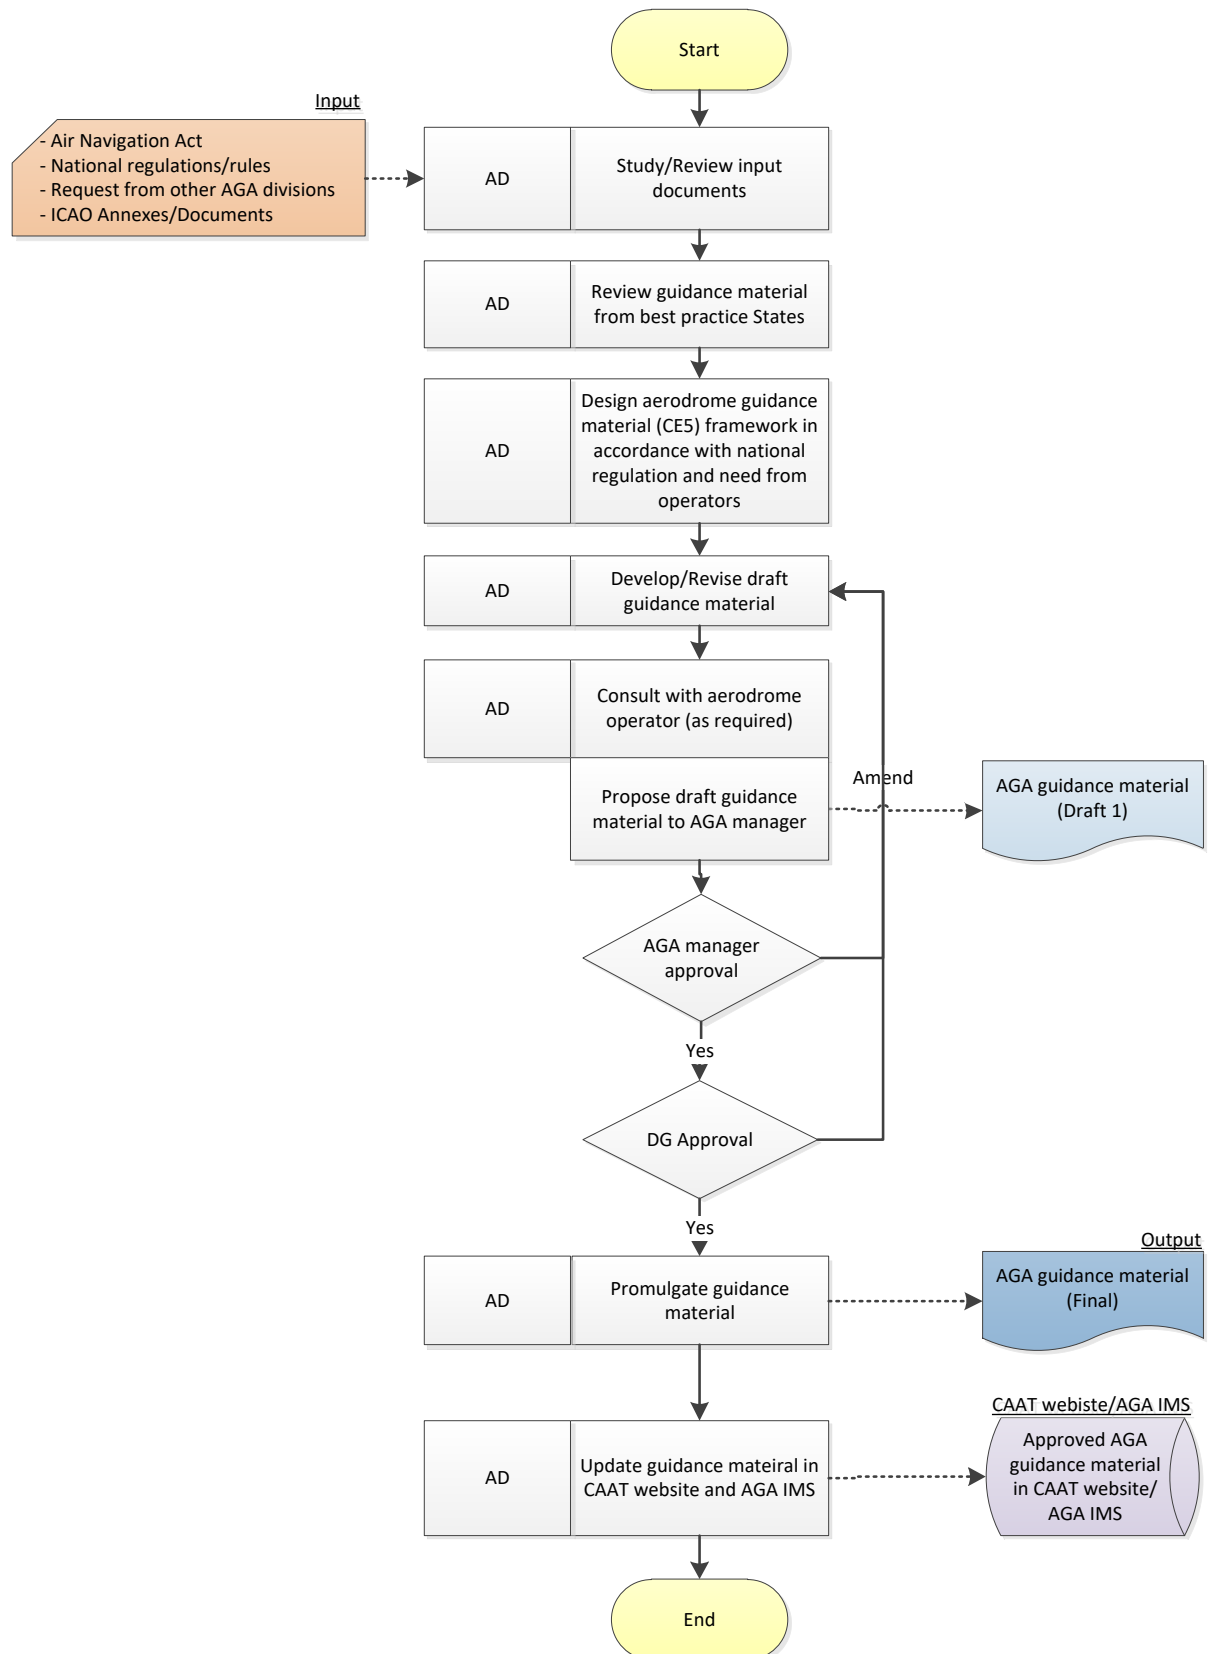 Start
Input
- Air Navigation Act
- National regulations/rules
- Request from other AGA divisions
- ICAO Annexes/Documents
AD
Study/Review input
documents
AD
Review guidance material
from best practice States
AD
Design aerodrome guidance
material (CE5) framework in
accordance with national
regulation and need from
operators
AD
Develop/Revise draft
guidance material
AD
Consult with aerodrome
operator (as required)
Propose draft guidance
material to AGA manager
Amend
AGA guidance material
(Draft 1)
AGA manager
approval
Yes
DG Approval
Yes
AD
Promulgate guidance
material
Output
AGA guidance material
(Final)
AD
Update guidance mateiral in
CAAT website and AGA IMS
CAAT webiste/AGA IMS
Approved AGA
guidance material
in CAAT website/
AGA IMS
End